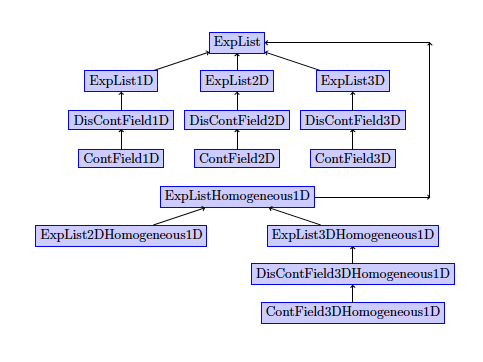 ExpList
ExpList1D ExpList2D ExpList3D
DisContField1D DisContField2D DisContField3D
ContField1D ContField2D ContField3D
ExpListHomogeneous1D
ExpList2DHomogeneous1D ExpList3DHomogeneous1D
DisContField3DHomogeneous1D
ContField3DHomogeneous1D